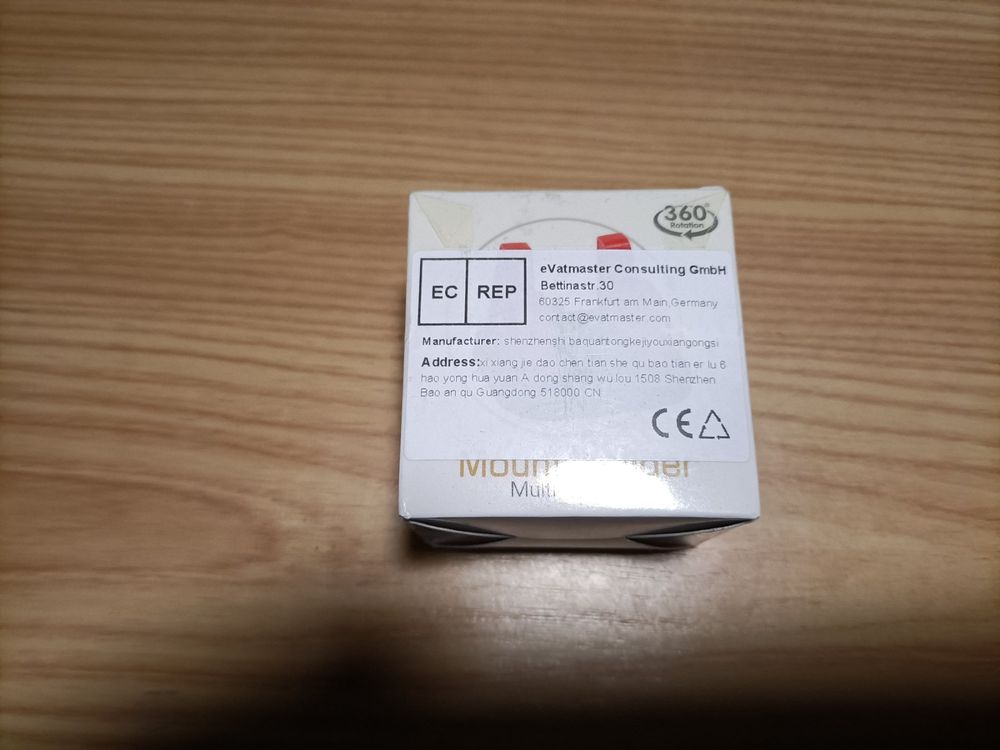 360°
Rotation
EC REP
eVatmaster Consulting GmbH
Bettinastr.30
60325 Frankfurt am Main,Germany
contact@evatmaster.com
Manufacturer: shenzhenshi baquantongkejiyouxiangongsi
Address:xi xiang jie dao chen tian she qu bao tian er lu 6
hao yong hua yuan A dong shang wu lou 1508 Shenzhen
Bao an qu Guangdong 518000 CN
CE
Mount